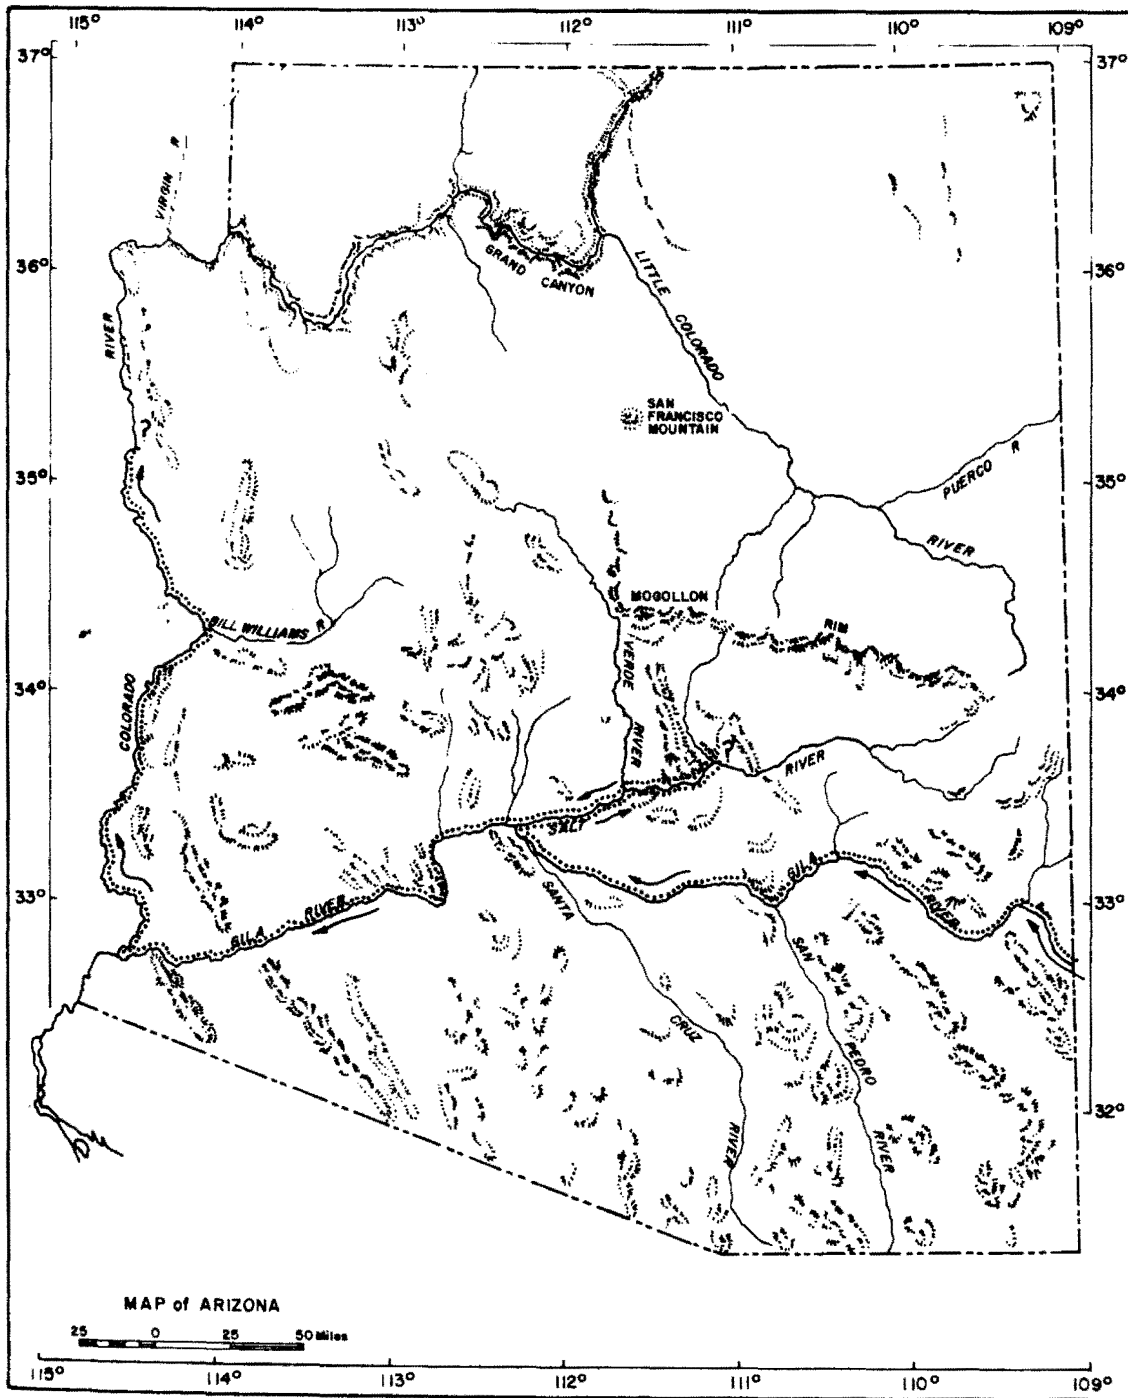 115° 114° 113° 112° 111° 110° 109°
37° 37°
VIRGIN R
36° 36°
GRAND
CANYON
LITTLE
COLORADO
RIVER
SAN
FRANCISCO
MOUNTAIN
?
35° 35°
PUERCO R
RIVER
MOGOLLON
RIM
BILL WILLIAMS R
VERDE
RIVER
34° 34°
COLORADO
?
RIVER
SALT
33° 33°
GILA
RIVER
GILA
RIVER
SANTA
CRUZ
RIVER
SAN
PEDRO
RIVER
32° 32°
MAP of ARIZONA
25 0 25 50 Miles
115° 114° 113° 112° 111° 110° 109°